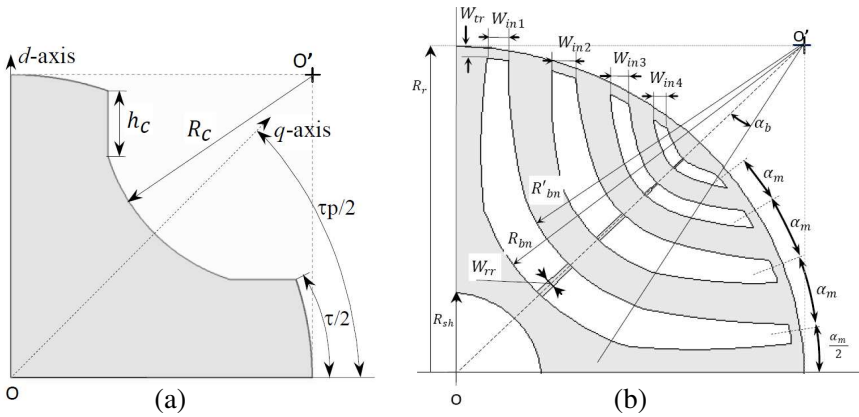 d-axis
O'
h_C
R_C
q-axis
τp/2
τ/2
O
(a)
W_tr
W_in1
W_in2
W_in3
W_in4
O'
R_r
α_b
R'_bn
α_m
R_bn
α_m
W_rr
α_m
R_sh
α_m/2
O
(b)